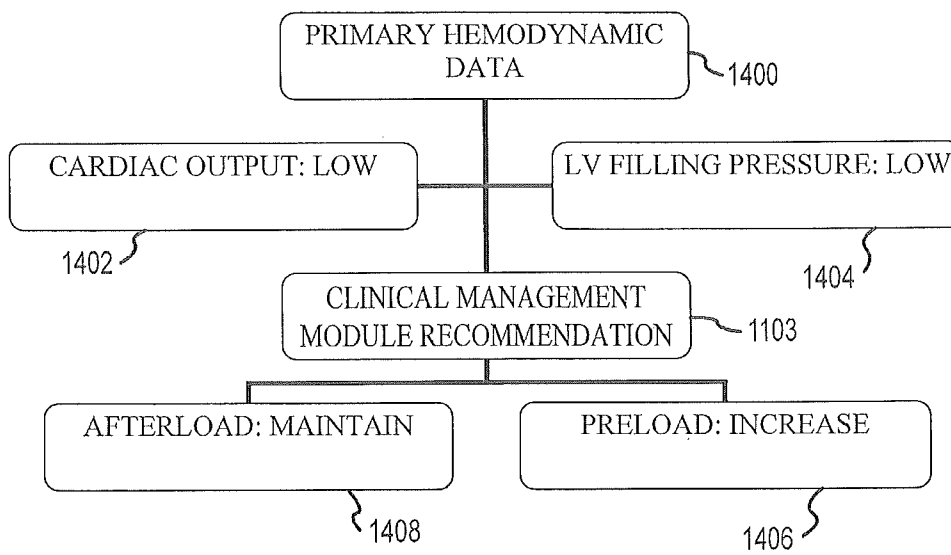 PRIMARY HEMODYNAMIC
DATA
1400
CARDIAC OUTPUT: LOW
LV FILLING PRESSURE: LOW
1402
1404
CLINICAL MANAGEMENT
MODULE RECOMMENDATION
1103
AFTERLOAD: MAINTAIN
PRELOAD: INCREASE
1408
1406